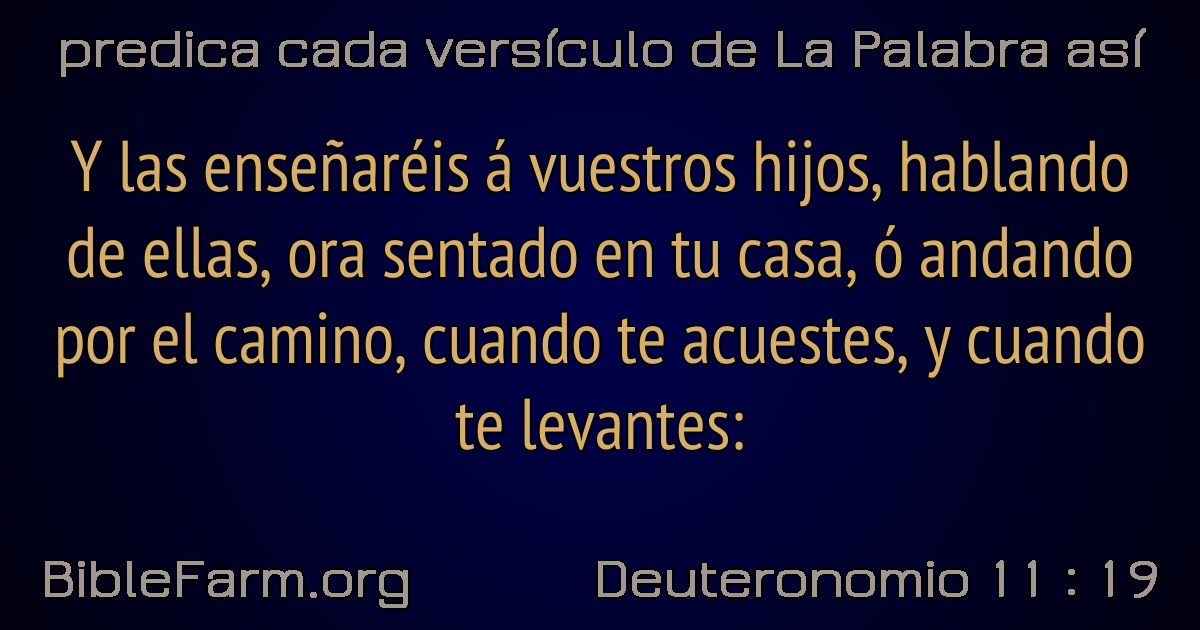 predica cada versículo de La Palabra así
Y las enseñaréis á vuestros hijos, hablando
de ellas, ora sentado en tu casa, ó andando
por el camino, cuando te acuestes, y cuando
te levantes:
BibleFarm.org
Deuteronomio 11 : 19